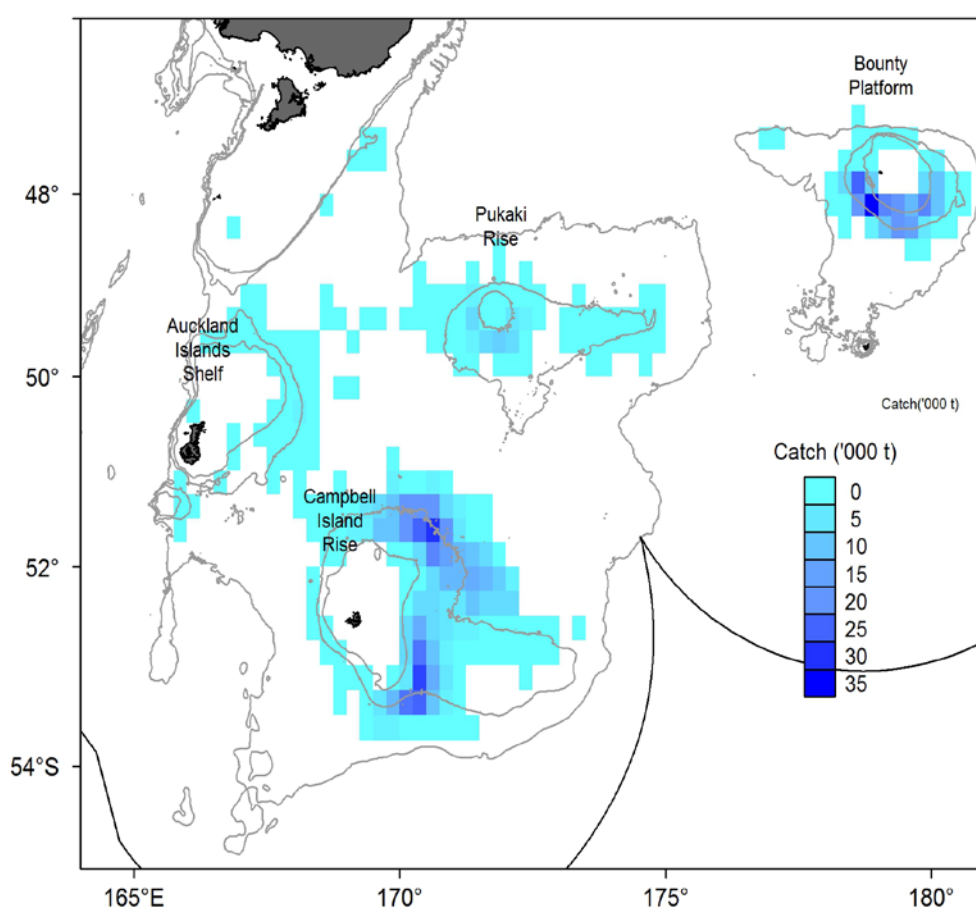 Bounty
Platform
48°
Pukaki
Rise
Auckland
Islands
Shelf
50°
Catch('000 t)
Catch ('000 t)
0
5
10
15
20
25
30
35
Campbell
Island
Rise
52°
54°S
165°E
170°
175°
180°